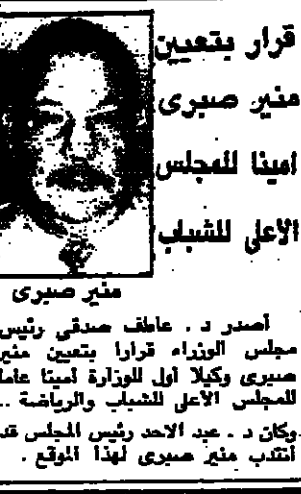 قرار بتعيين
منير صبرى
امينا للمجلس
الأعلى للشباب
منير صبرى
أصدر د . عاطف صدقى رئيس
مجلس الوزراء قرارا بتعيين منير
صبرى وكيلا أول للوزارة أمينا عاما
للمجلس الأعلى للشباب والرياضة ..
وكان د . عبد الاحد رئيس المجلس قد
انتدب منير صبرى لهذا الموقع .